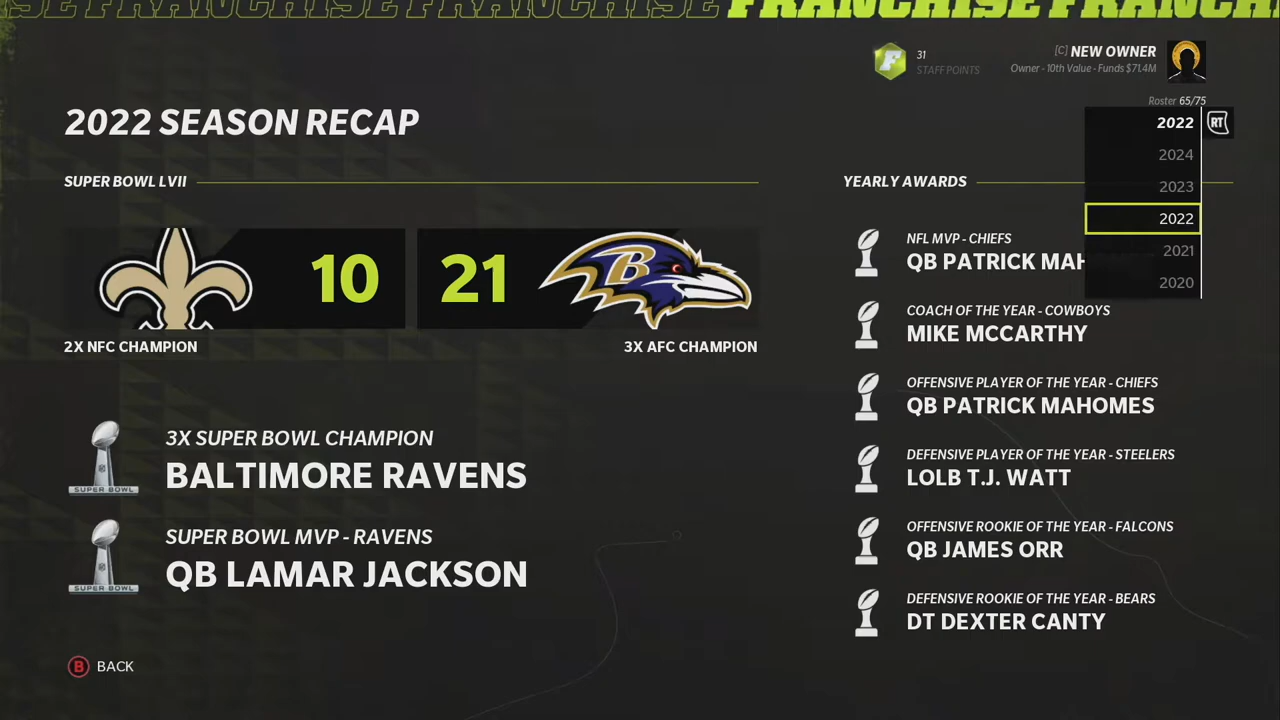 FRANCHISE FRANCHISE FRANCHISE
31
STAFF POINTS
[C] NEW OWNER
Owner - 10th Value - Funds $71.4M
Roster 65/75
2022 SEASON RECAP
2022 RT
2024
2023
2022
2021
2020
SUPER BOWL LVII
10 21
2X NFC CHAMPION
3X AFC CHAMPION
3X SUPER BOWL CHAMPION
BALTIMORE RAVENS
SUPER BOWL
SUPER BOWL MVP - RAVENS
QB LAMAR JACKSON
SUPER BOWL
YEARLY AWARDS
NFL MVP - CHIEFS
QB PATRICK MAH
COACH OF THE YEAR - COWBOYS
MIKE MCCARTHY
OFFENSIVE PLAYER OF THE YEAR - CHIEFS
QB PATRICK MAHOMES
DEFENSIVE PLAYER OF THE YEAR - STEELERS
LOLB T.J. WATT
OFFENSIVE ROOKIE OF THE YEAR - FALCONS
QB JAMES ORR
DEFENSIVE ROOKIE OF THE YEAR - BEARS
DT DEXTER CANTY
B BACK